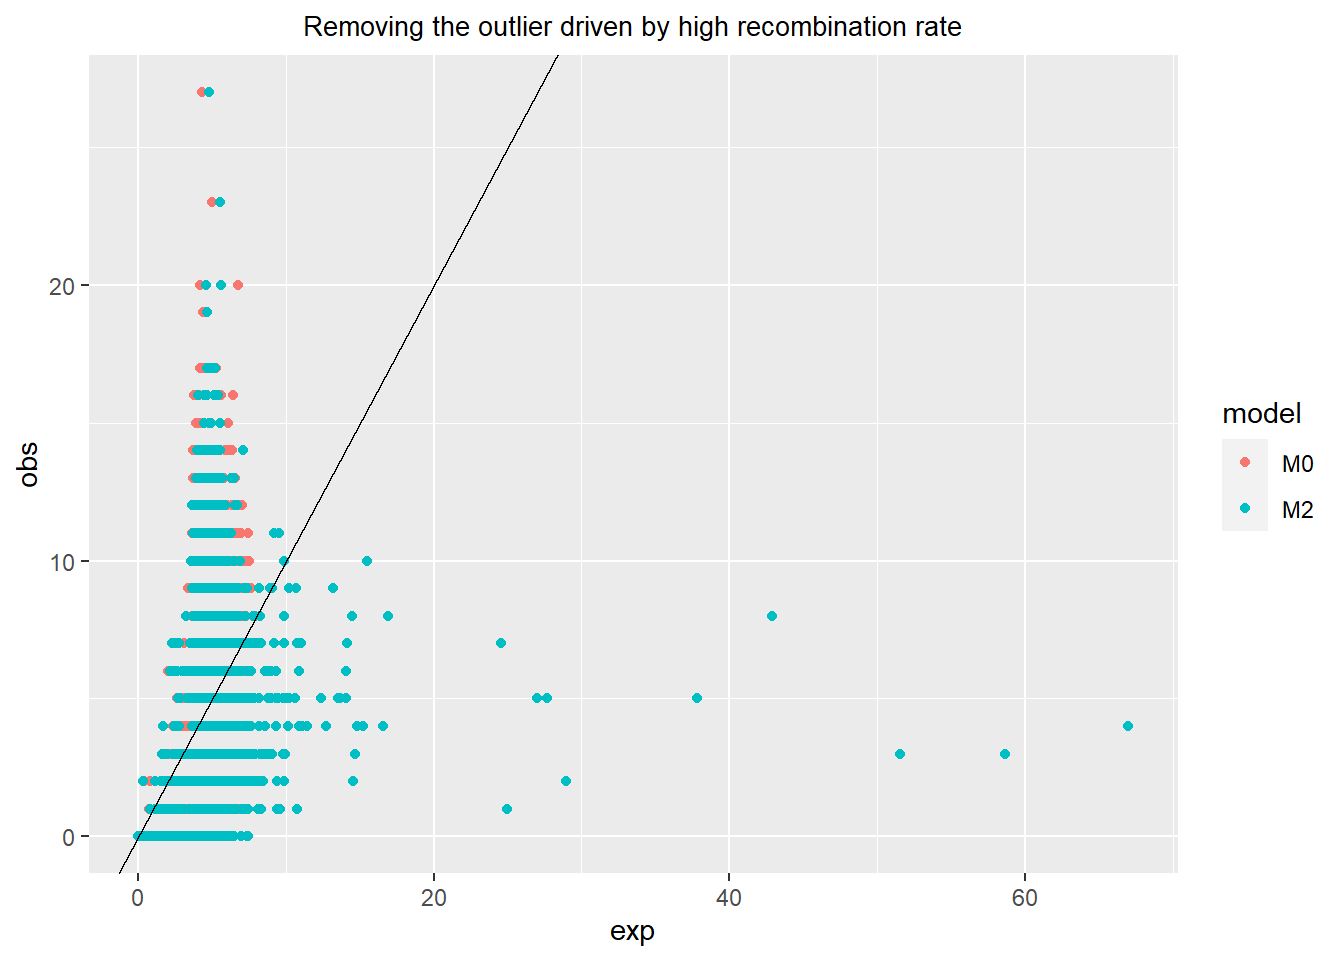 Removing the outlier driven by high recombination rate
obs
20
10
0
0
20
40
60
exp
model
M0
M2